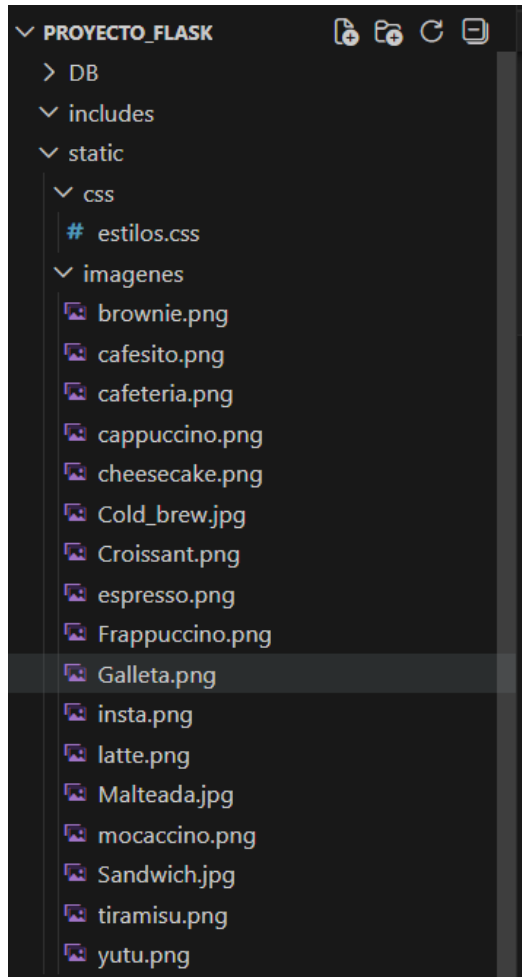 PROYECTO_FLASK
DB
includes
static
css
# estilos.css
imagenes
brownie.png
cafesito.png
cafeteria.png
cappuccino.png
cheesecake.png
Cold_brew.jpg
Croissant.png
espresso.png
Frappuccino.png
Galleta.png
insta.png
latte.png
Malteada.jpg
mocaccino.png
Sandwich.jpg
tiramisu.png
yutu.png